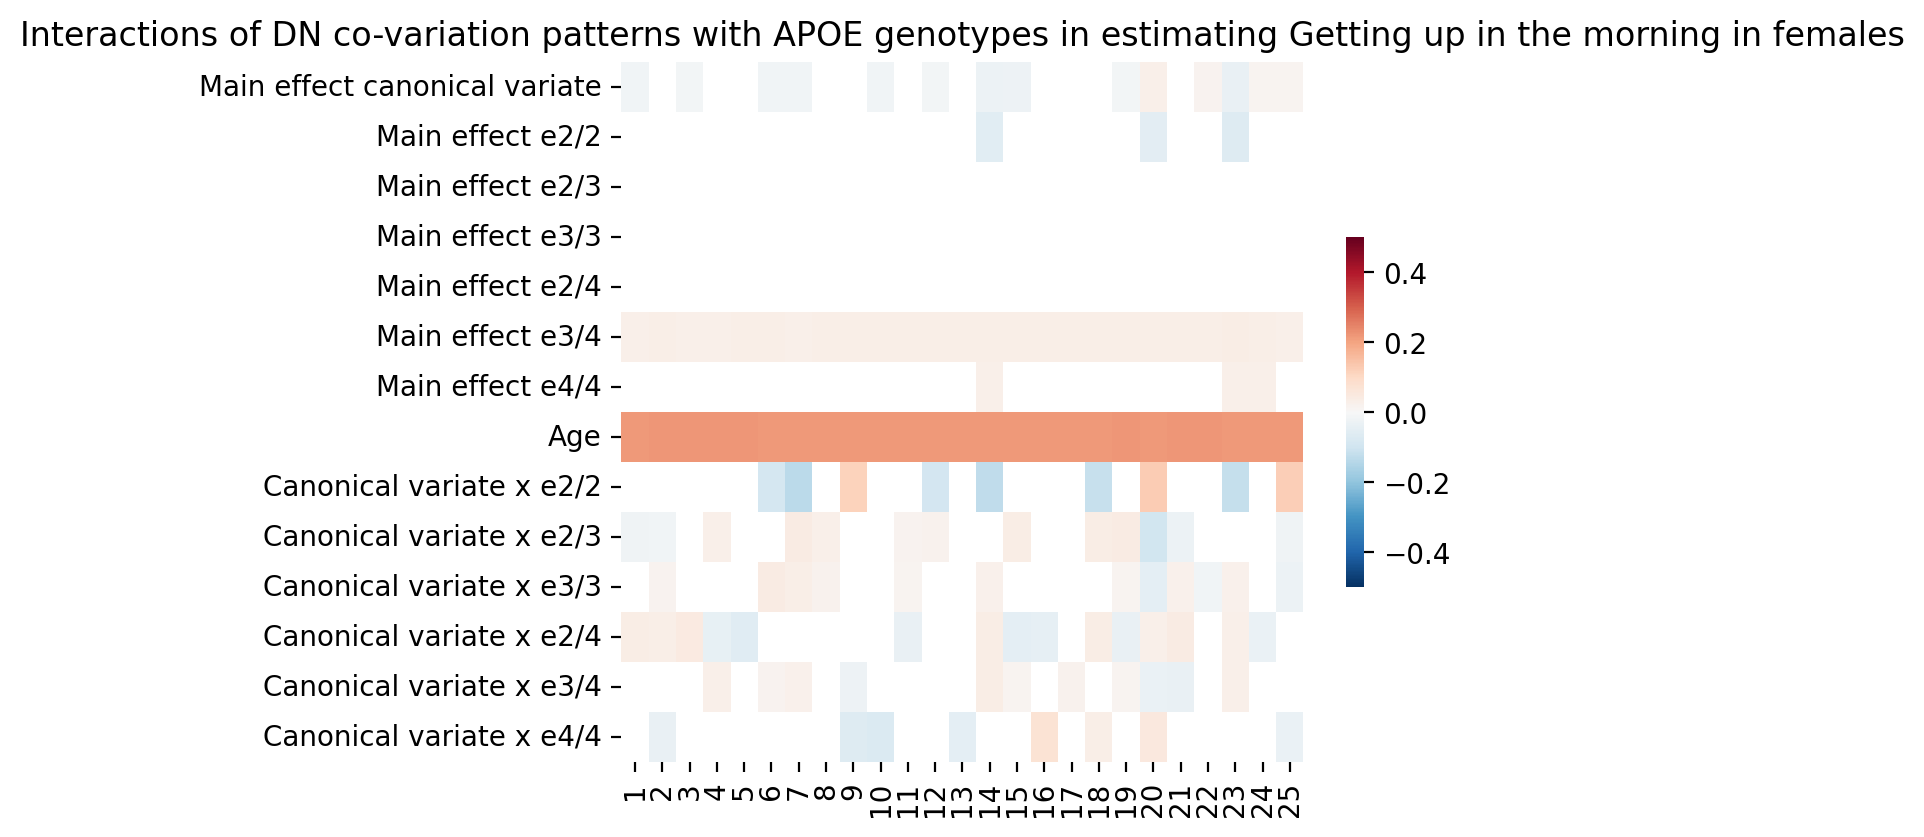 Interactions of DN co-variation patterns with APOE genotypes in estimating Getting up in the morning in females
Main effect canonical variate
Main effect e2/2
Main effect e2/3
Main effect e3/3
Main effect e2/4
Main effect e3/4
Main effect e4/4
Age
Canonical variate x e2/2
Canonical variate x e2/3
Canonical variate x e3/3
Canonical variate x e2/4
Canonical variate x e3/4
Canonical variate x e4/4
1 2 3 4 5 6 7 8 9 10 11 12 13 14 15 16 17 18 19 20 21 22 23 24 25
0.4
0.2
0.0
−0.2
−0.4